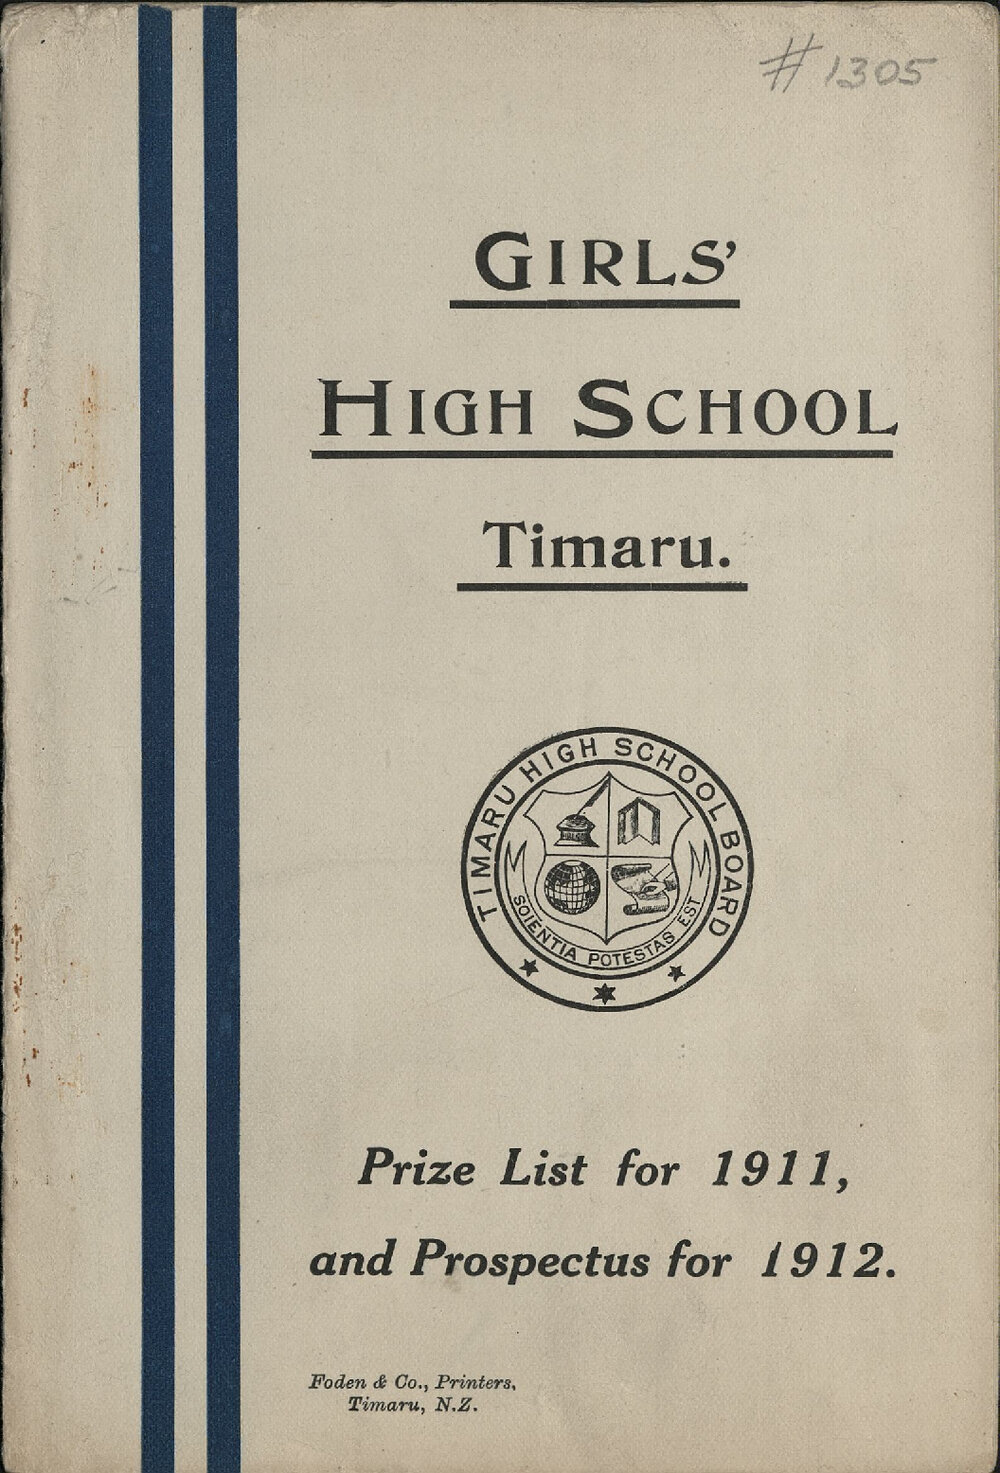 # 1305
GIRLS'
HIGH SCHOOL
Timaru.
TIMARU HIGH SCHOOL BOARD
SCIENTIA POTESTAS EST
Prize List for 1911,
and Prospectus for 1912.
Foden & Co., Printers,
Timaru, N.Z.